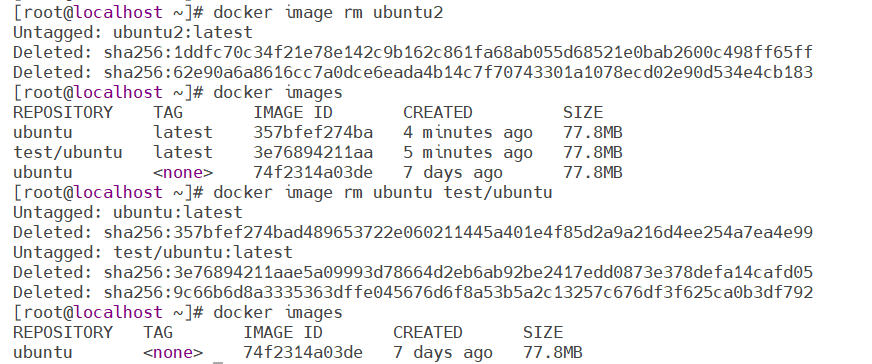 [root@localhost ~]# docker image rm ubuntu2
Untagged: ubuntu2:latest
Deleted: sha256:1ddfc70c34f21e78e142c9b162c861fa68ab055d68521e0bab2600c498ff65ff
Deleted: sha256:62e90a6a8616cc7a0dce6eada4b14c7f70743301a1078ecd02e90d534e4cb183
[root@localhost ~]# docker images
REPOSITORY    TAG       IMAGE ID       CREATED         SIZE
ubuntu        latest    357bfef274ba   4 minutes ago   77.8MB
test/ubuntu   latest    3e76894211aa   5 minutes ago   77.8MB
ubuntu        <none>    74f2314a03de   7 days ago      77.8MB
[root@localhost ~]# docker image rm ubuntu test/ubuntu
Untagged: ubuntu:latest
Deleted: sha256:357bfef274bad489653722e060211445a401e4f85d2a9a216d4ee254a7ea4e99
Untagged: test/ubuntu:latest
Deleted: sha256:3e76894211aae5a09993d78664d2eb6ab92be2417edd0873e378defa14cafd05
Deleted: sha256:9c66b6d8a3335363dffe045676d6f8a53b5a2c13257c676df3f625ca0b3df792
[root@localhost ~]# docker images
REPOSITORY   TAG       IMAGE ID       CREATED      SIZE
ubuntu       <none>    74f2314a03de   7 days ago   77.8MB